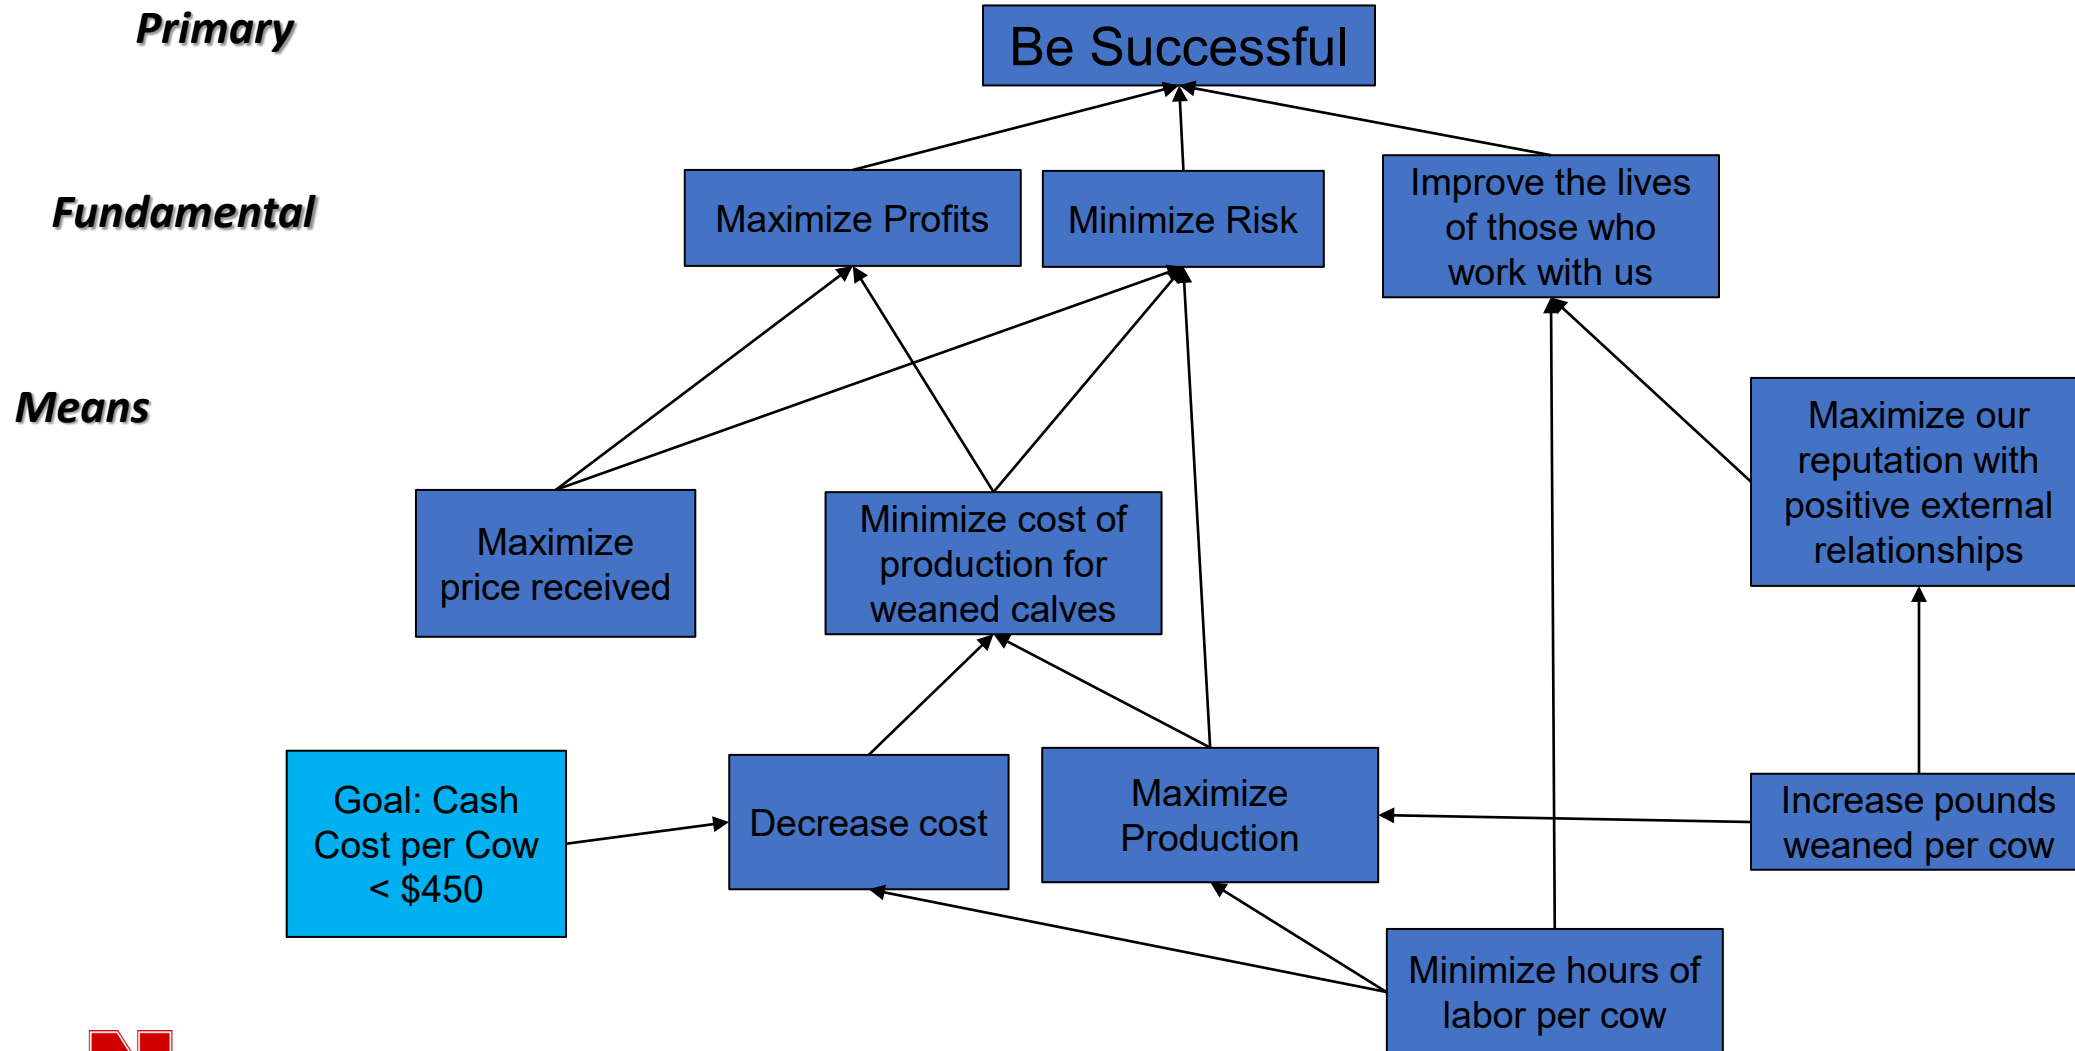 Primary
Be Successful
Fundamental
Maximize Profits
Minimize Risk
Improve the lives
of those who
work with us
Means
Maximize our
reputation with
positive external
relationships
Maximize
price received
Minimize cost of
production for
weaned calves
Goal: Cash
Cost per Cow
< $450
Decrease cost
Maximize
Production
Increase pounds
weaned per cow
Minimize hours of
labor per cow
N